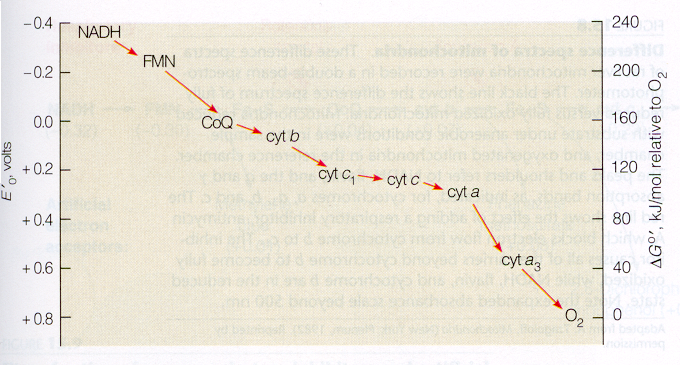 −0.4
−0.2
0.0
+0.2
+0.4
+0.6
+0.8
E′₀, volts
NADH
FMN
CoQ
cyt b
cyt c₁
cyt c
cyt a
cyt a₃
O₂
240
200
160
120
80
40
0
ΔG°′, kJ/mol relative to O₂